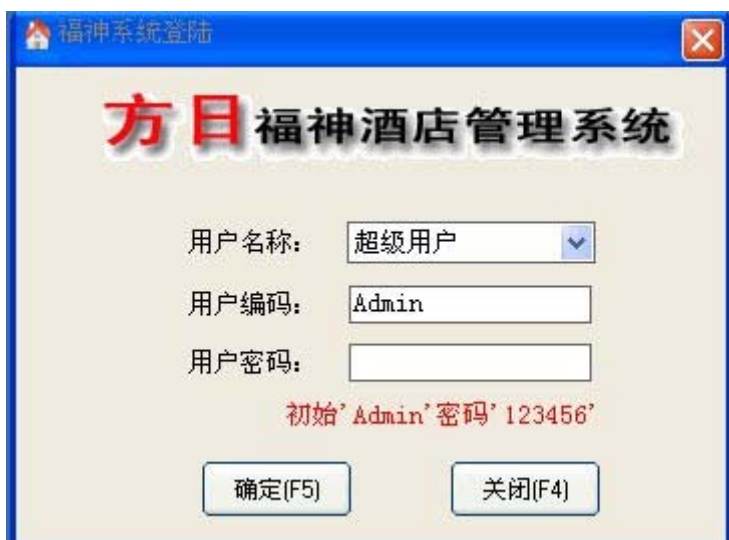 福神系统登陆
方日福神酒店管理系统
用户名称： 超级用户
用户编码： Admin
用户密码：
初始'Admin'密码'123456'
确定(F5) 关闭(F4)